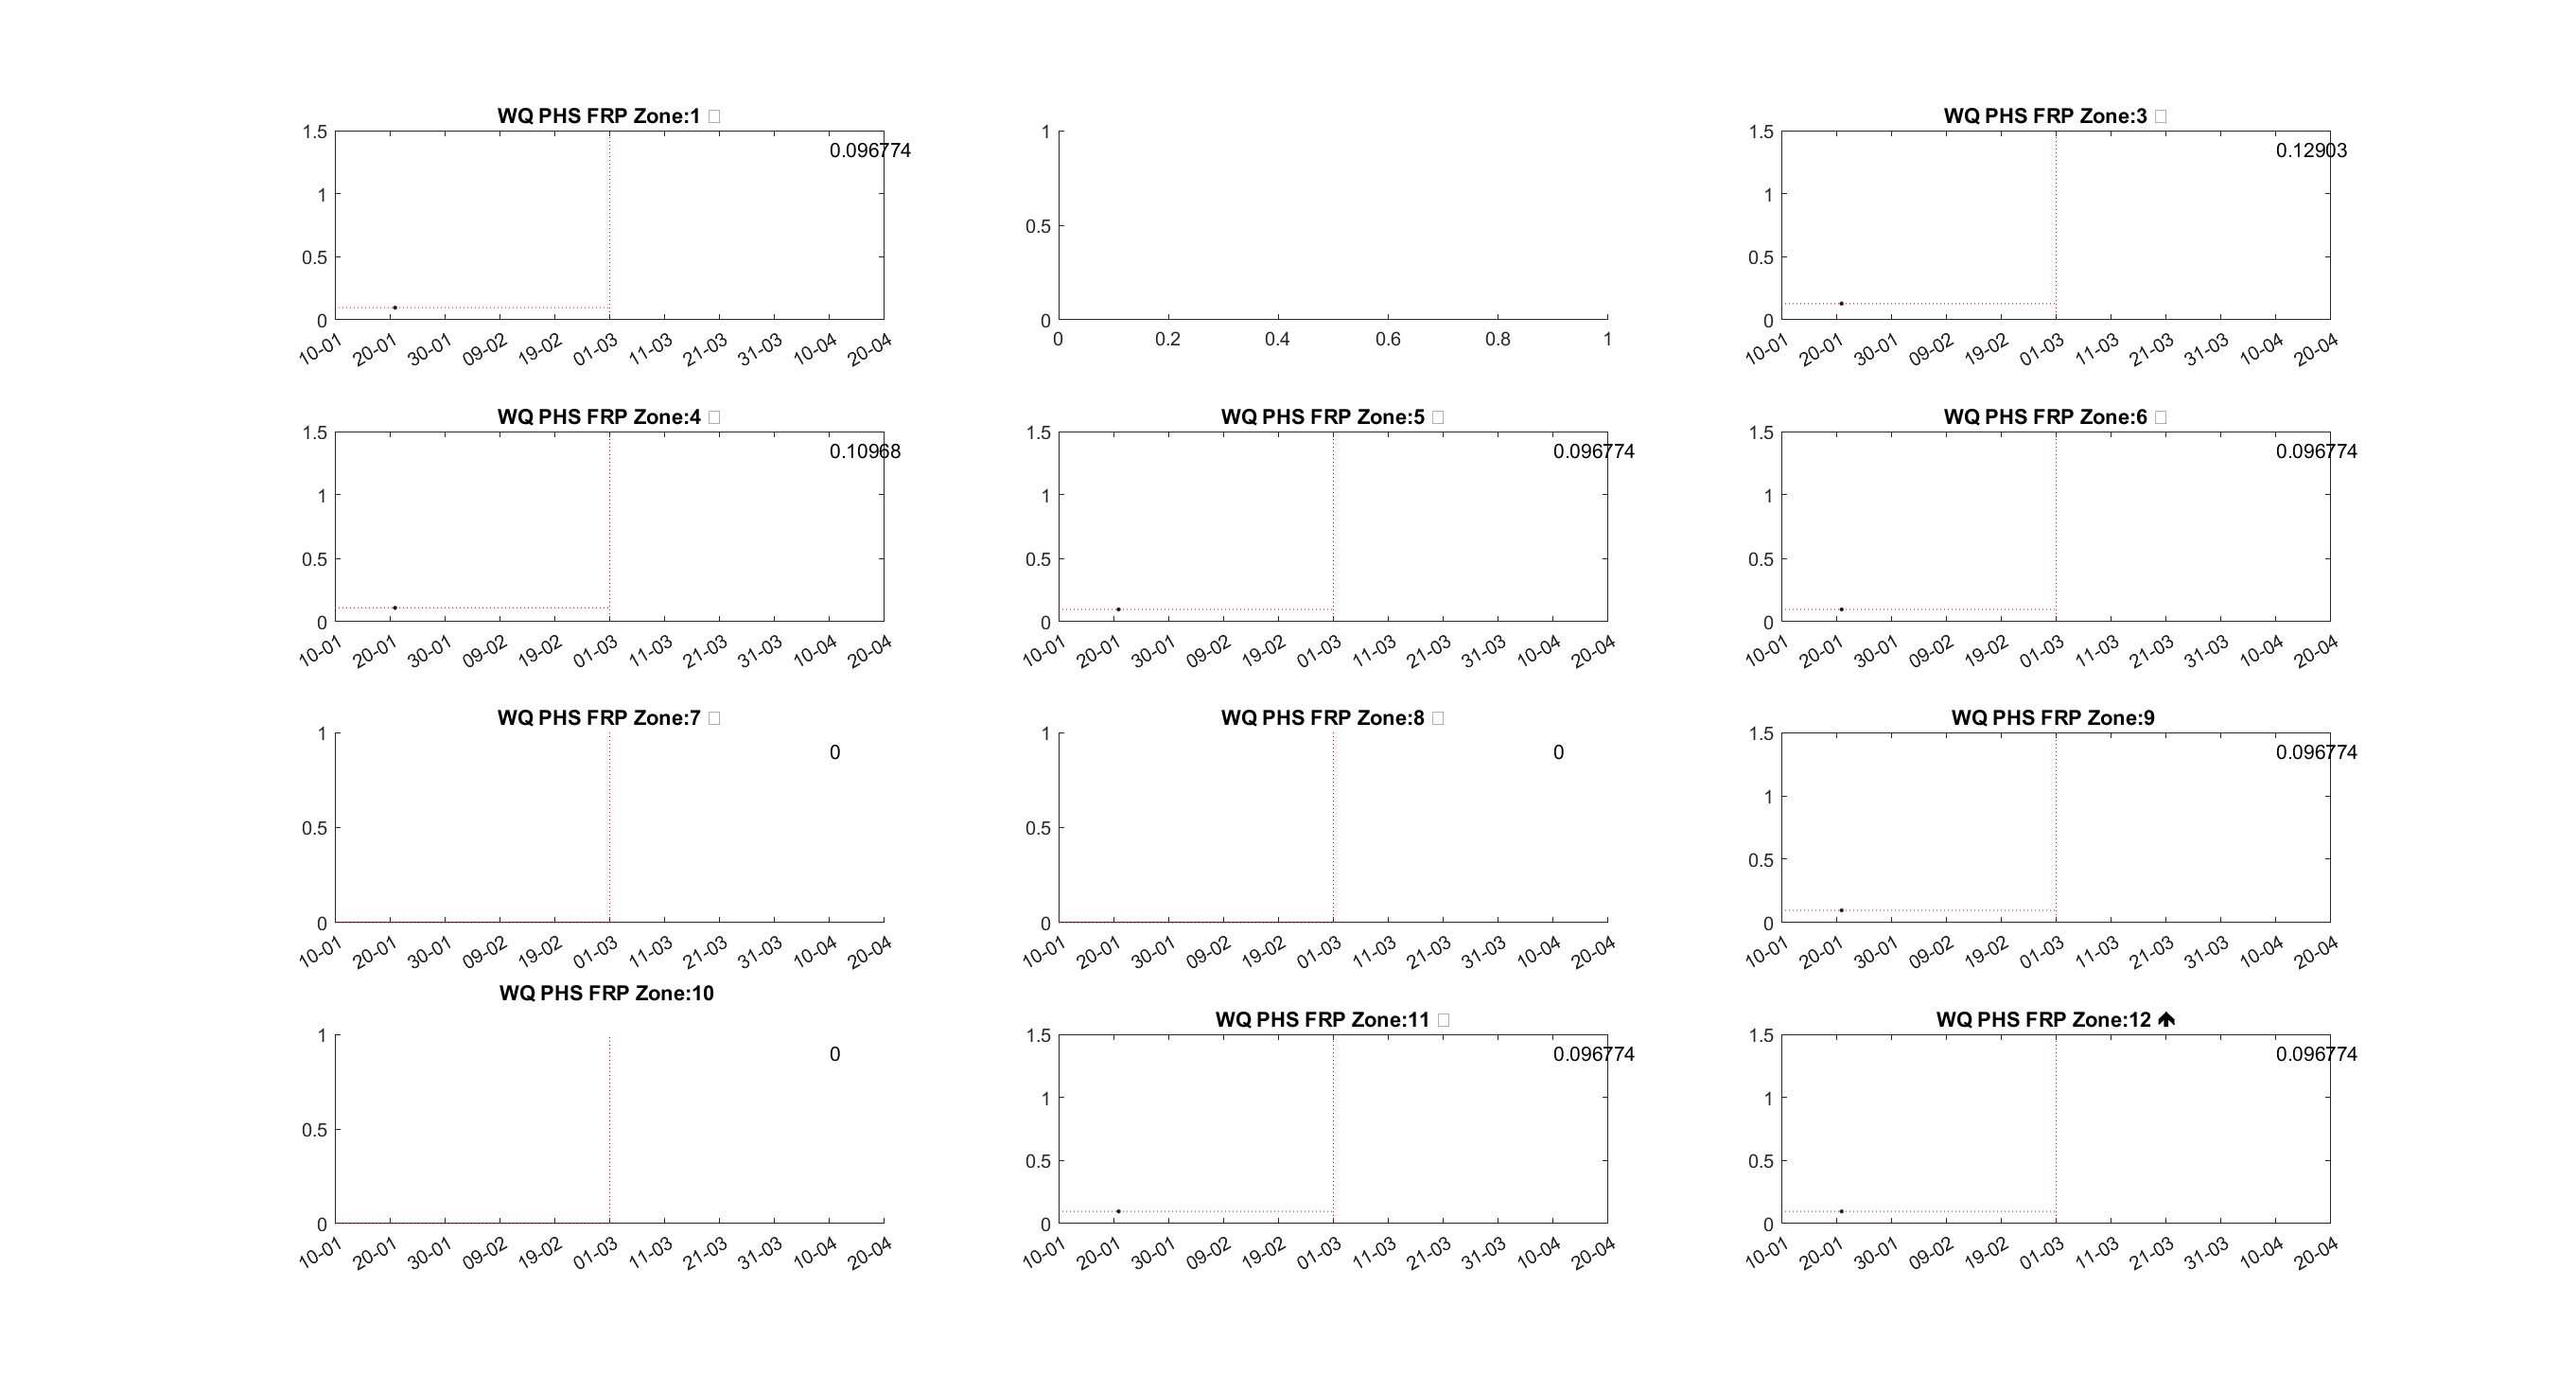 WQ PHS FRP Zone:1 
1.5
1
0.5
0
0.096774
10-01 20-01 30-01 09-02 19-02 01-03 11-03 21-03 31-03 10-04 20-04
1
0.5
0
0 0.2 0.4 0.6 0.8 1
WQ PHS FRP Zone:3
1.5
1
0.5
0
0.12903
10-01 20-01 30-01 09-02 19-02 01-03 11-03 21-03 31-03 10-04 20-04
WQ PHS FRP Zone:4
1.5
1
0.5
0
0.10968
10-01 20-01 30-01 09-02 19-02 01-03 11-03 21-03 31-03 10-04 20-04
WQ PHS FRP Zone:5
1.5
1
0.5
0
0.096774
10-01 20-01 30-01 09-02 19-02 01-03 11-03 21-03 31-03 10-04 20-04
WQ PHS FRP Zone:6
1.5
1
0.5
0
0.096774
10-01 20-01 30-01 09-02 19-02 01-03 11-03 21-03 31-03 10-04 20-04
WQ PHS FRP Zone:7
1
0.5
0
0
10-01 20-01 30-01 09-02 19-02 01-03 11-03 21-03 31-03 10-04 20-04
WQ PHS FRP Zone:8
1
0.5
0
0
10-01 20-01 30-01 09-02 19-02 01-03 11-03 21-03 31-03 10-04 20-04
WQ PHS FRP Zone:9
1.5
1
0.5
0
0.096774
10-01 20-01 30-01 09-02 19-02 01-03 11-03 21-03 31-03 10-04 20-04
WQ PHS FRP Zone:10
1
0.5
0
0
10-01 20-01 30-01 09-02 19-02 01-03 11-03 21-03 31-03 10-04 20-04
WQ PHS FRP Zone:11
1.5
1
0.5
0
0.096774
10-01 20-01 30-01 09-02 19-02 01-03 11-03 21-03 31-03 10-04 20-04
WQ PHS FRP Zone:12
1.5
1
0.5
0
0.096774
10-01 20-01 30-01 09-02 19-02 01-03 11-03 21-03 31-03 10-04 20-04